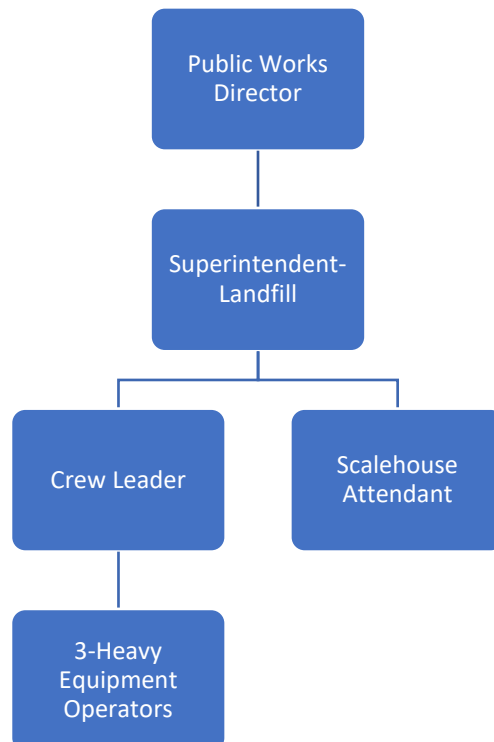 Public Works
Director
Superintendent-
Landfill
Crew Leader
Scalehouse
Attendant
3-Heavy
Equipment
Operators